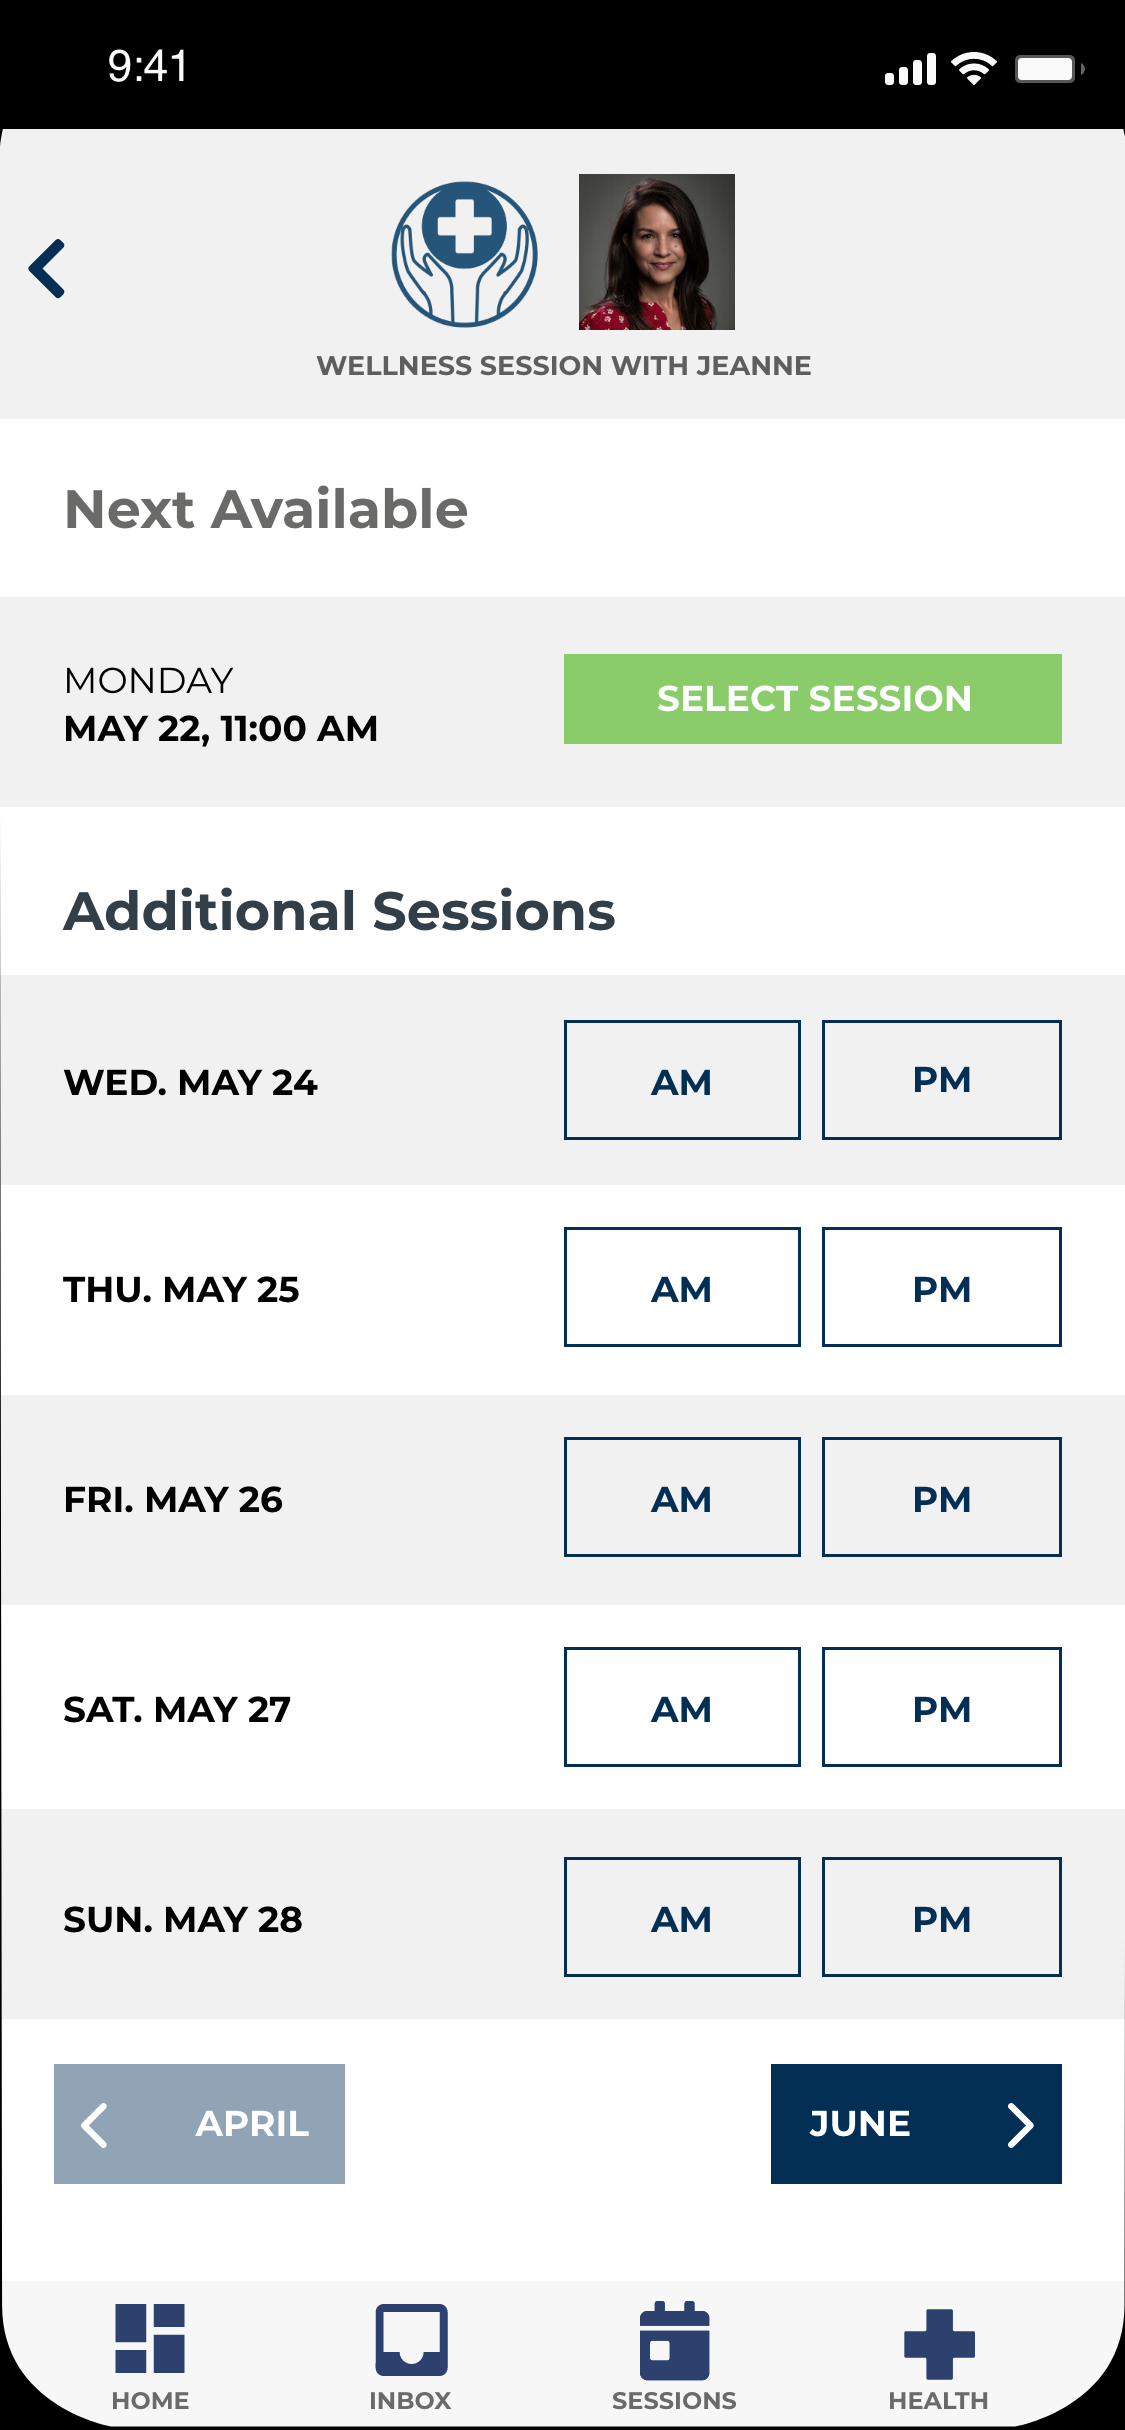 9:41
WELLNESS SESSION WITH JEANNE
Next Available
MONDAY
MAY 22, 11:00 AM
SELECT SESSION
Additional Sessions
WED. MAY 24
AM
PM
THU. MAY 25
AM
PM
FRI. MAY 26
AM
PM
SAT. MAY 27
AM
PM
SUN. MAY 28
AM
PM
APRIL
JUNE
HOME
INBOX
SESSIONS
HEALTH